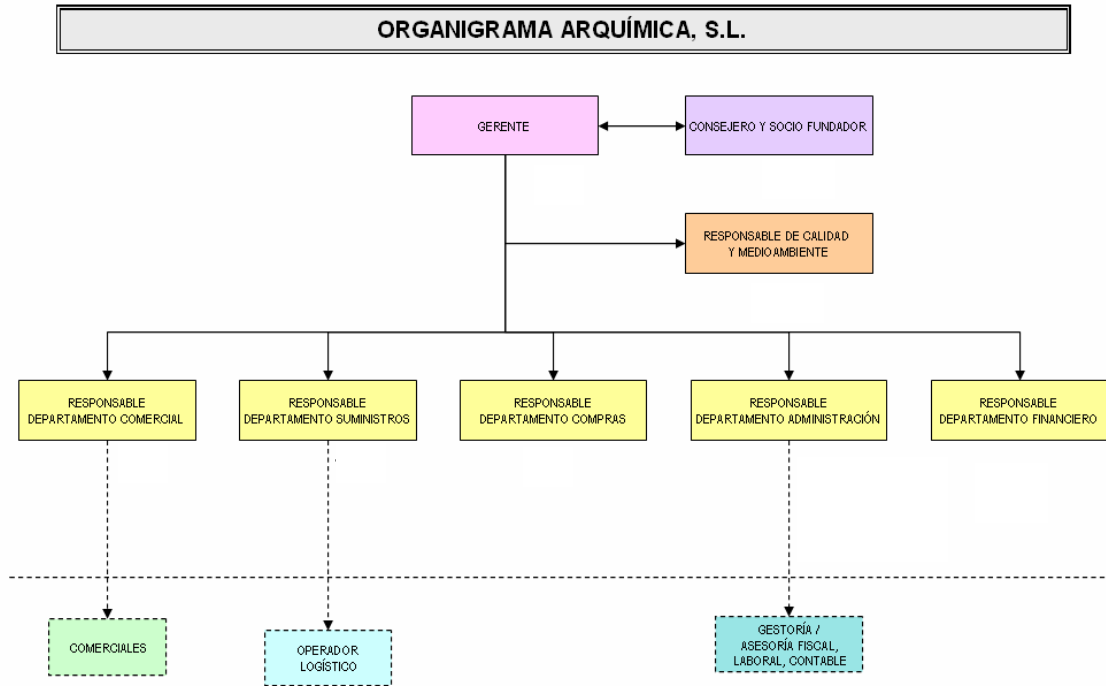 ORGANIGRAMA ARQUÍMICA, S.L.
GERENTE
CONSEJERO Y SOCIO FUNDADOR
RESPONSABLE DE CALIDAD
Y MEDIOAMBIENTE
RESPONSABLE
DEPARTAMENTO COMERCIAL
RESPONSABLE
DEPARTAMENTO SUMINISTROS
RESPONSABLE
DEPARTAMENTO COMPRAS
RESPONSABLE
DEPARTAMENTO ADMINISTRACIÓN
RESPONSABLE
DEPARTAMENTO FINANCIERO
COMERCIALES
OPERADOR
LOGÍSTICO
GESTORÍA /
ASESORÍA FISCAL,
LABORAL, CONTABLE